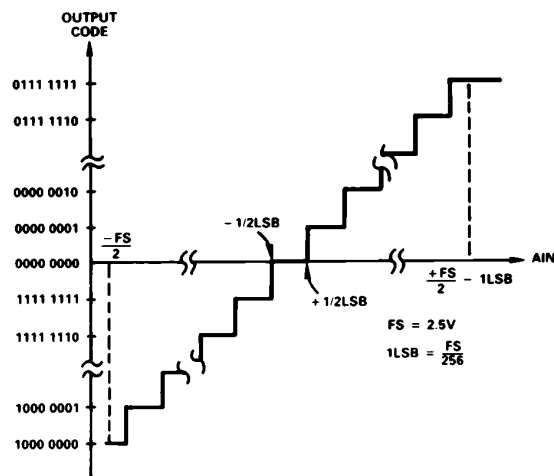 OUTPUT
CODE
0111 1111
0111 1110
0000 0010
0000 0001
0000 0000
1111 1111
1111 1110
1000 0001
1000 0000
-FS
2
- 1/2LSB
+ 1/2LSB
+FS
2
- 1LSB
AIN
FS = 2.5V
1LSB = FS
256